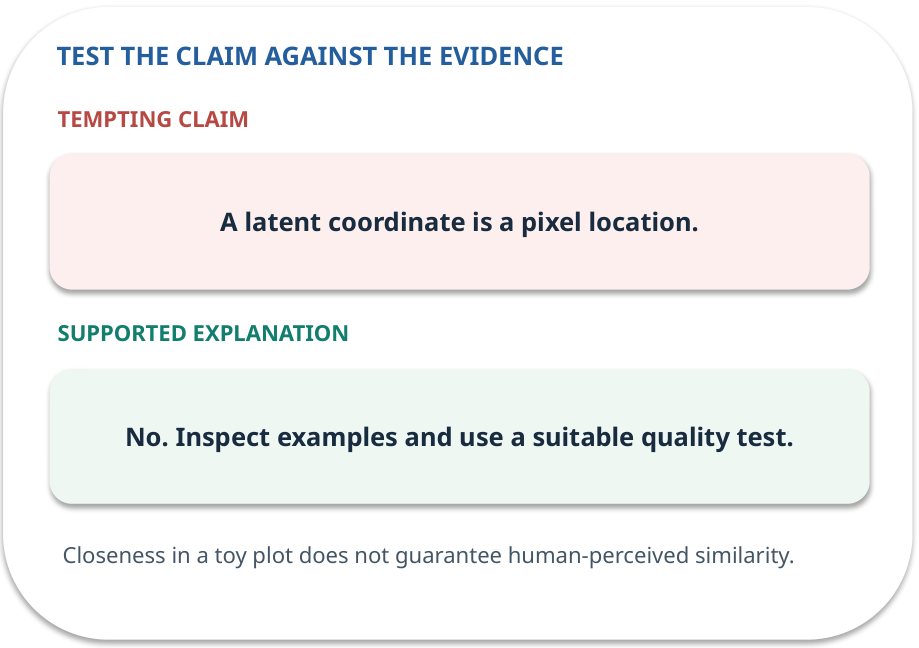 TEST THE CLAIM AGAINST THE EVIDENCE
TEMPTING CLAIM
A latent coordinate is a pixel location.
SUPPORTED EXPLANATION
No. Inspect examples and use a suitable quality test.
Closeness in a toy plot does not guarantee human-perceived similarity.